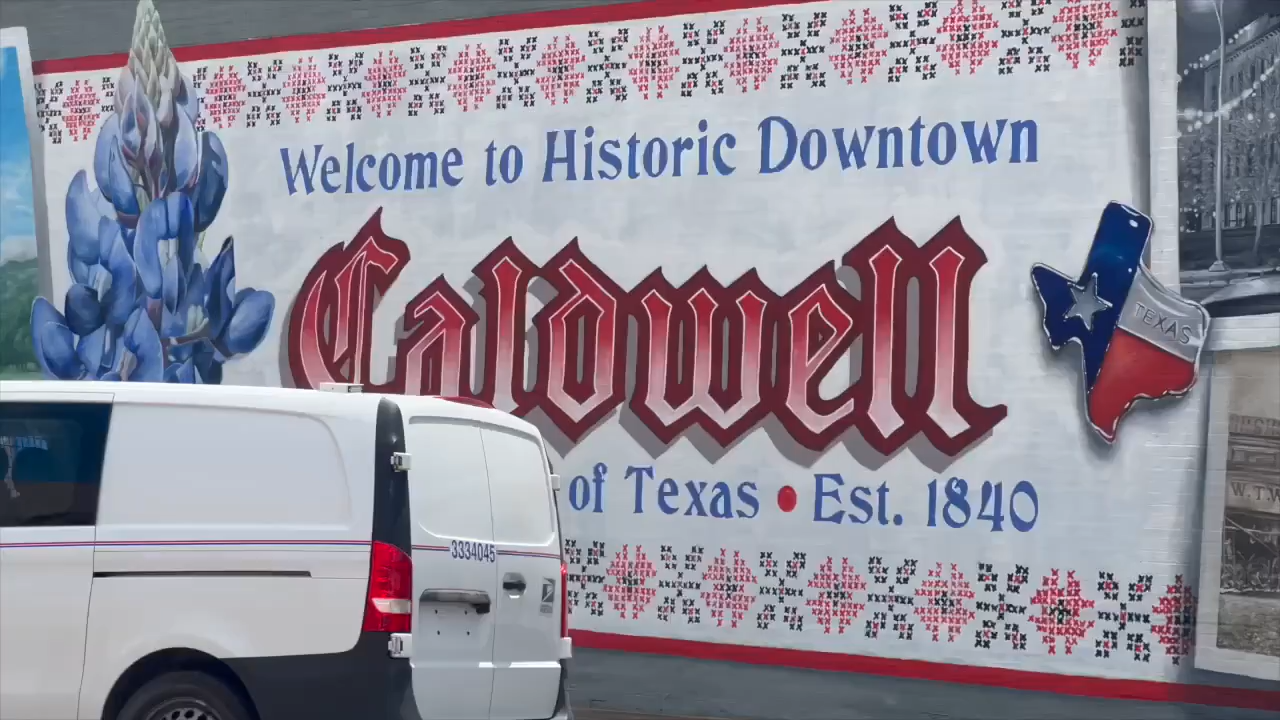 Welcome to Historic Downtown
Caldwell
TEXAS
of Texas • Est. 1840
3334045
W.T.W